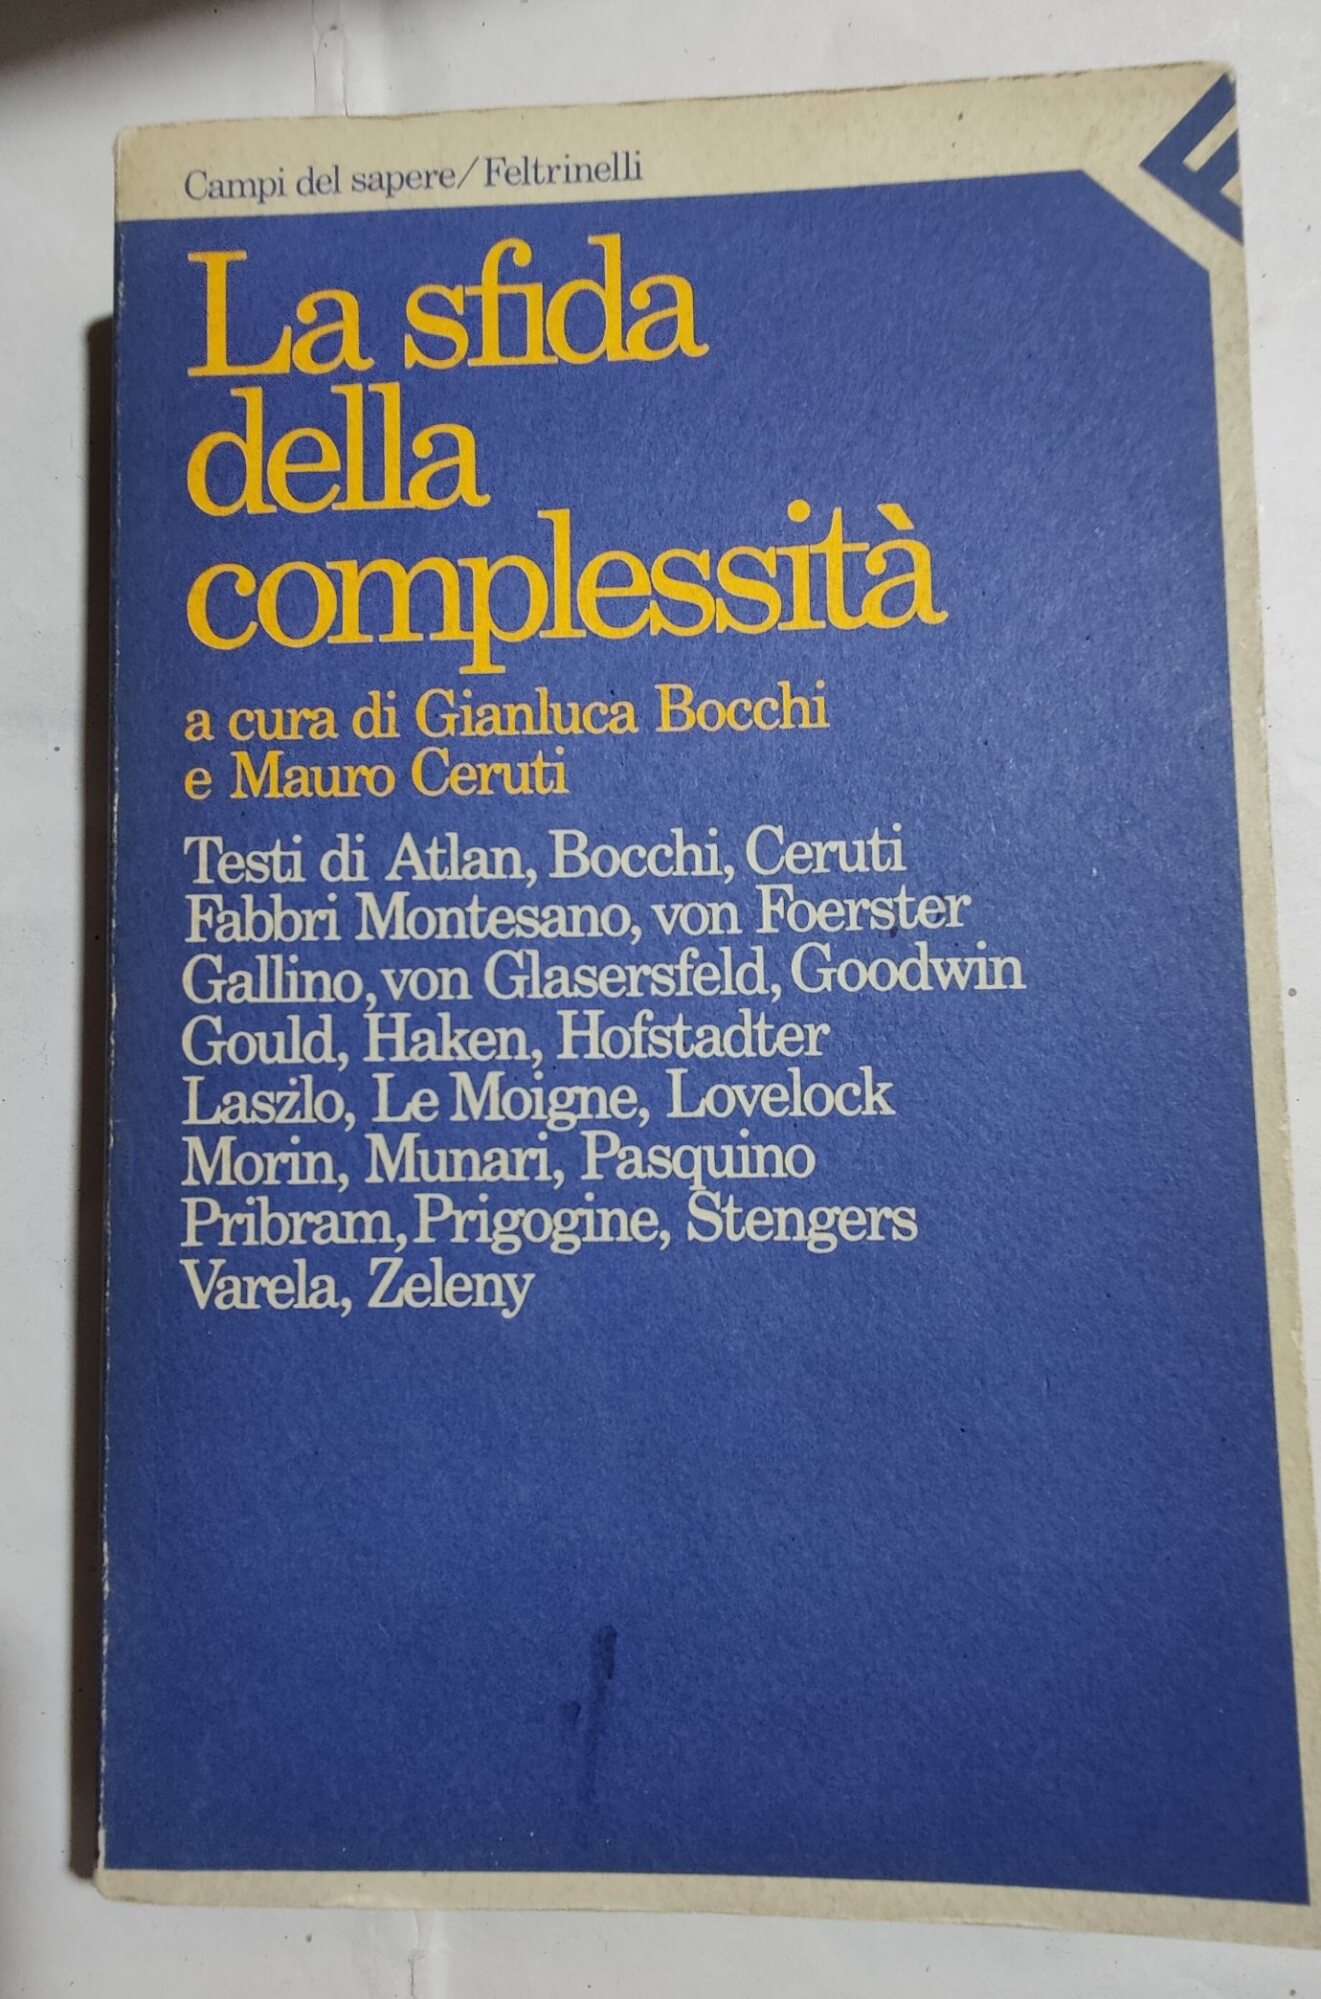 Campi del sapere/Feltrinelli
La sfida
della
complessità
a cura di Gianluca Bocchi
e Mauro Ceruti
Testi di Atlan, Bocchi, Ceruti
Fabbri Montesano, von Foerster
Gallino, von Glasersfeld, Goodwin
Gould, Haken, Hofstadter
Laszlo, Le Moigne, Lovelock
Morin, Munari, Pasquino
Pribram, Prigogine, Stengers
Varela, Zeleny
F